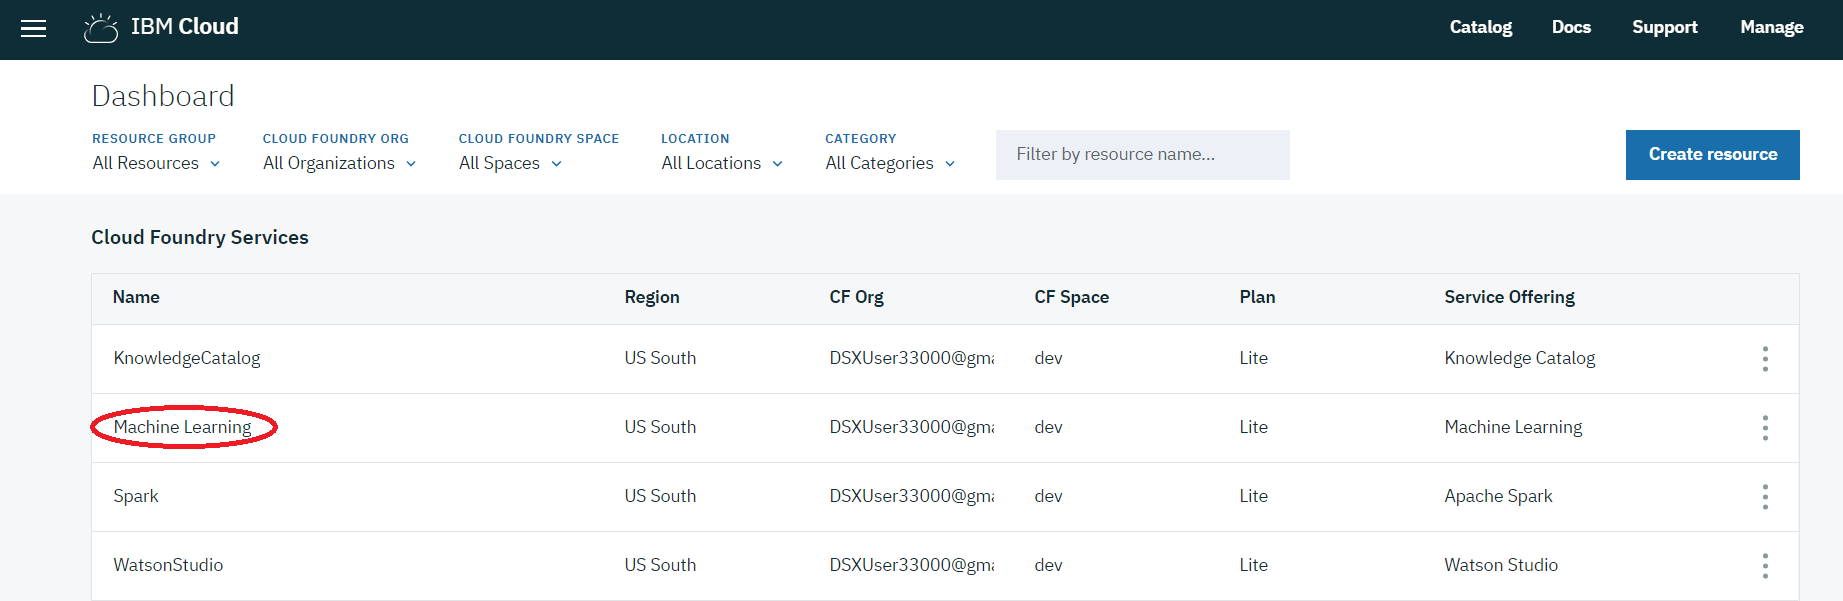 IBM Cloud Catalog Docs Support Manage
Dashboard
RESOURCE GROUP CLOUD FOUNDRY ORG CLOUD FOUNDRY SPACE LOCATION CATEGORY
All Resources All Organizations All Spaces All Locations All Categories Filter by resource name... Create resource
Cloud Foundry Services
Name Region CF Org CF Space Plan Service Offering
KnowledgeCatalog US South DSXUser33000@gma dev Lite Knowledge Catalog
Machine Learning US South DSXUser33000@gma dev Lite Machine Learning
Spark US South DSXUser33000@gma dev Lite Apache Spark
WatsonStudio US South DSXUser33000@gma dev Lite Watson Studio